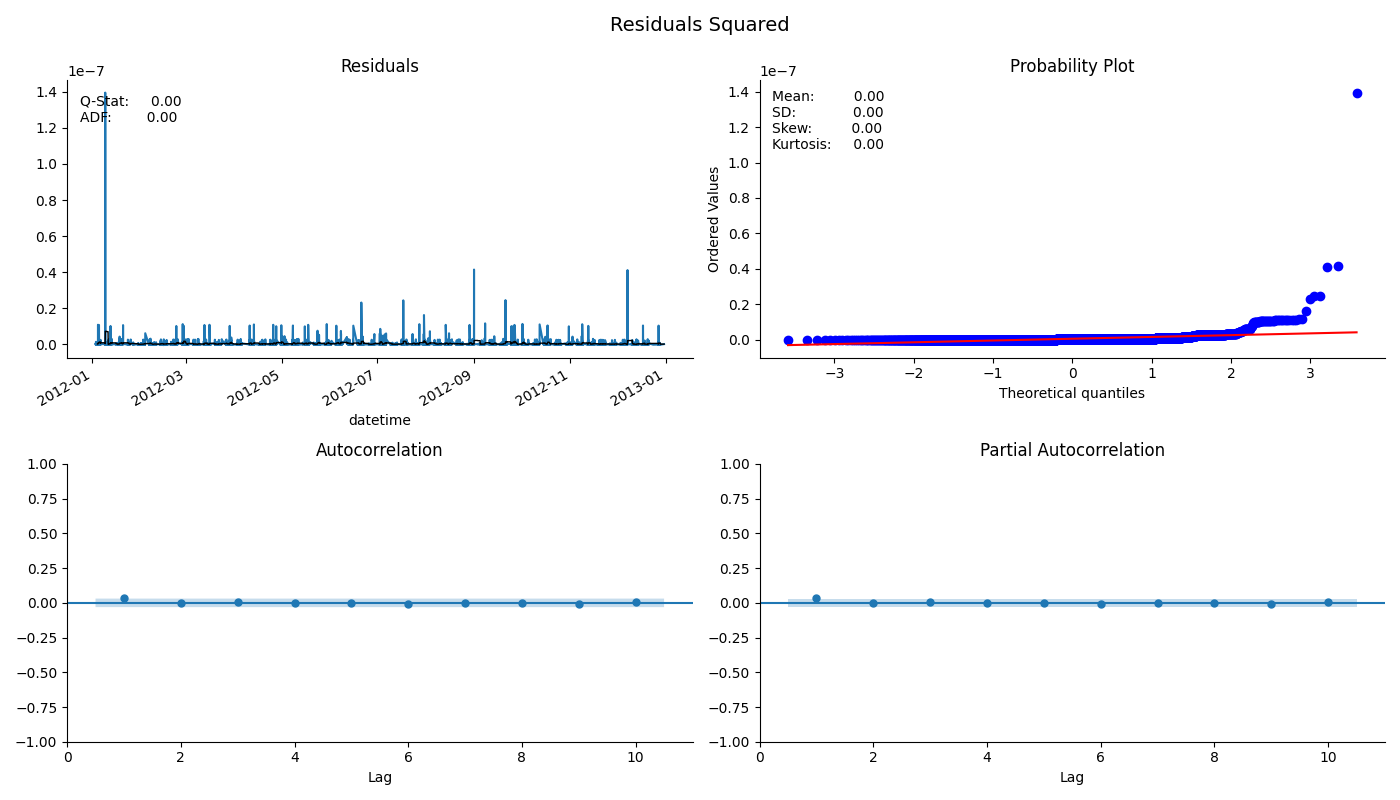 Residuals Squared
Residuals
1e−7
Q-Stat: 0.00
ADF: 0.00
1.4
1.2
1.0
0.8
0.6
0.4
0.2
0.0
2012-01
2012-03
2012-05
2012-07
2012-09
2012-11
2013-01
datetime
Probability Plot
1e−7
Mean: 0.00
SD: 0.00
Skew: 0.00
Kurtosis: 0.00
Ordered Values
1.4
1.2
1.0
0.8
0.6
0.4
0.2
0.0
−3 −2 −1 0 1 2 3
Theoretical quantiles
Autocorrelation
1.00
0.75
0.50
0.25
0.00
−0.25
−0.50
−0.75
−1.00
0 2 4 6 8 10
Lag
Partial Autocorrelation
1.00
0.75
0.50
0.25
0.00
−0.25
−0.50
−0.75
−1.00
0 2 4 6 8 10
Lag